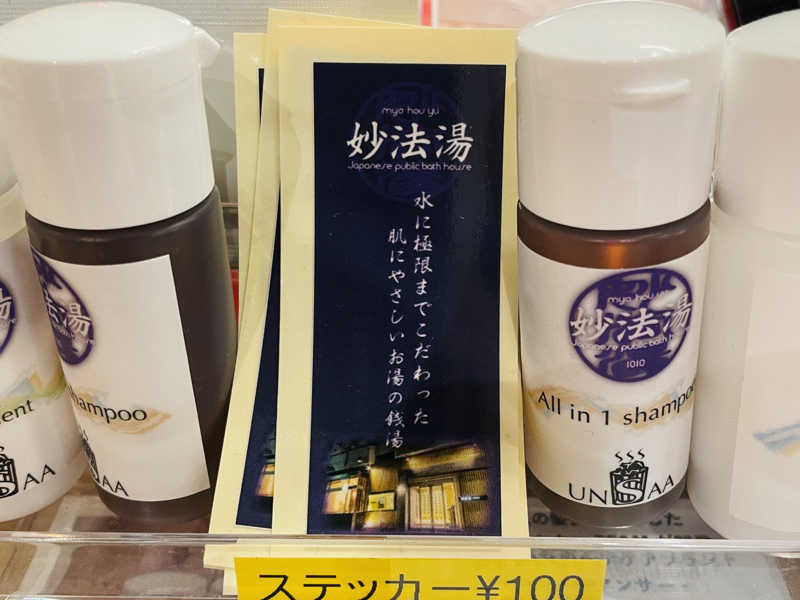 myo hou yu
妙法湯
Japanese public bath house
水に極限までこだわった
肌にやさしいお湯の銭湯
湯
shampoo
AA
ent
AA
myo hou yu
妙法湯
Japanese public bath house
1010
All in 1 shampoo
UN
AA
ステッカー¥100